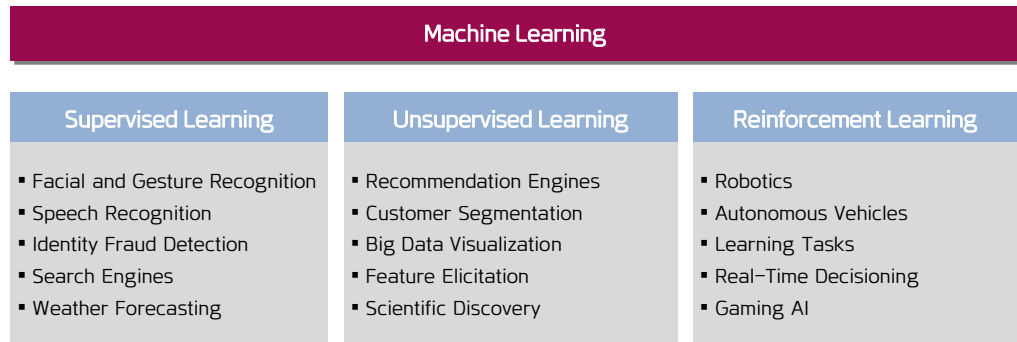 Machine Learning
Supervised Learning
▪ Facial and Gesture Recognition
▪ Speech Recognition
▪ Identity Fraud Detection
▪ Search Engines
▪ Weather Forecasting
Unsupervised Learning
▪ Recommendation Engines
▪ Customer Segmentation
▪ Big Data Visualization
▪ Feature Elicitation
▪ Scientific Discovery
Reinforcement Learning
▪ Robotics
▪ Autonomous Vehicles
▪ Learning Tasks
▪ Real-Time Decisioning
▪ Gaming AI